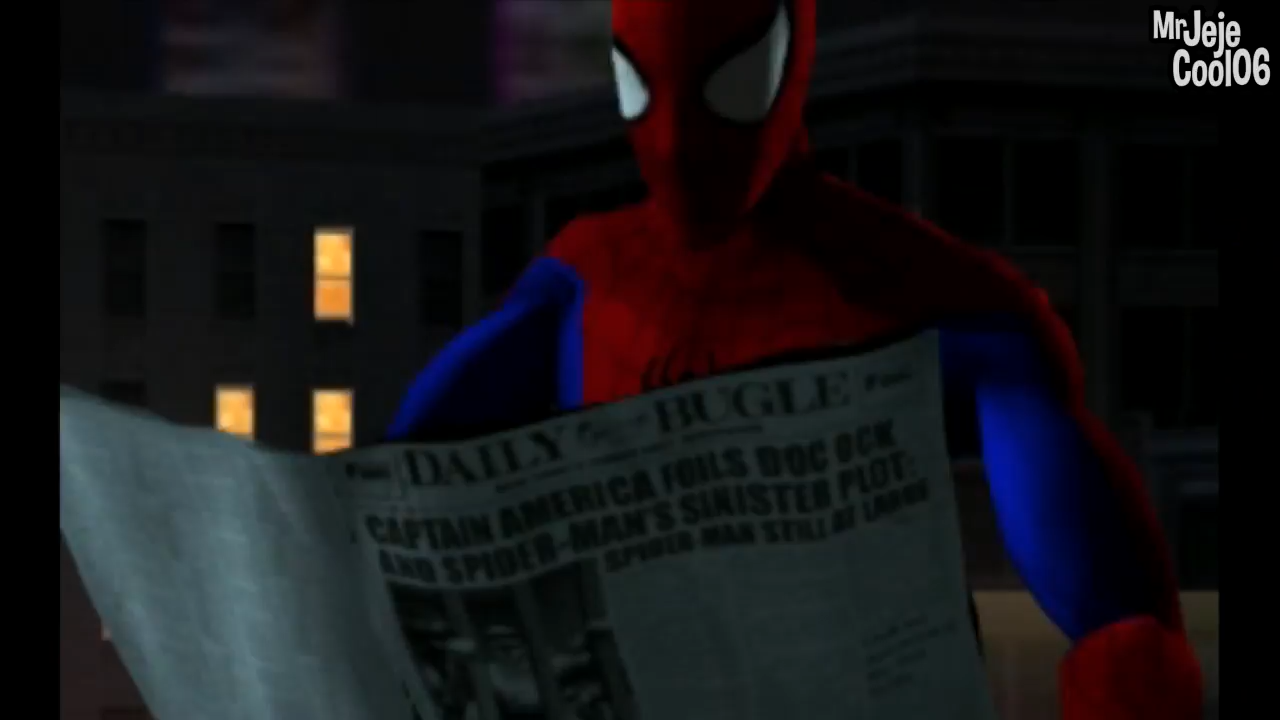 MrJeje
Cool06
DAILY BUGLE
CAPTAIN AMERICA FOILS DOC OCK
AND SPIDER-MAN'S SINISTER PLOT:
SPIDER-MAN STILL AT LARGE